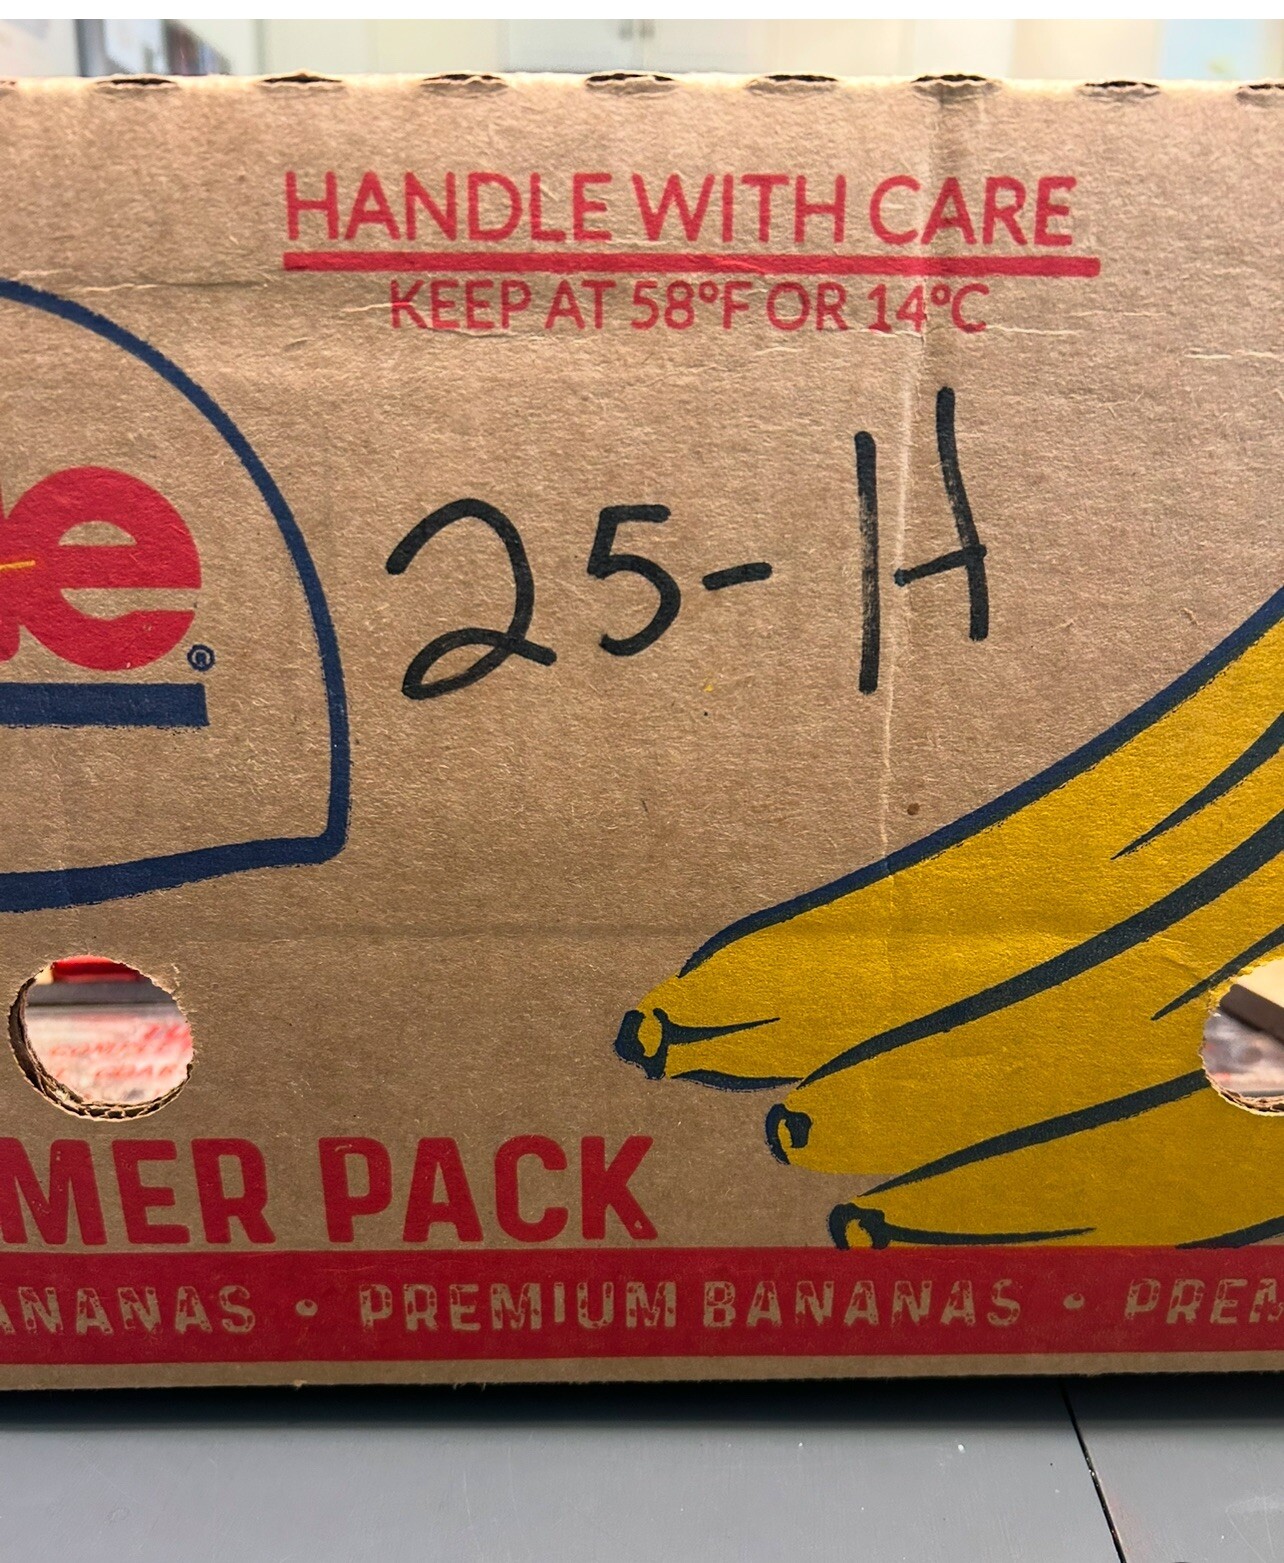 HANDLE WITH CARE
KEEP AT 58°F OR 14°C
25-H
e®
MER PACK
ANANAS • PREMIUM BANANAS • PREM